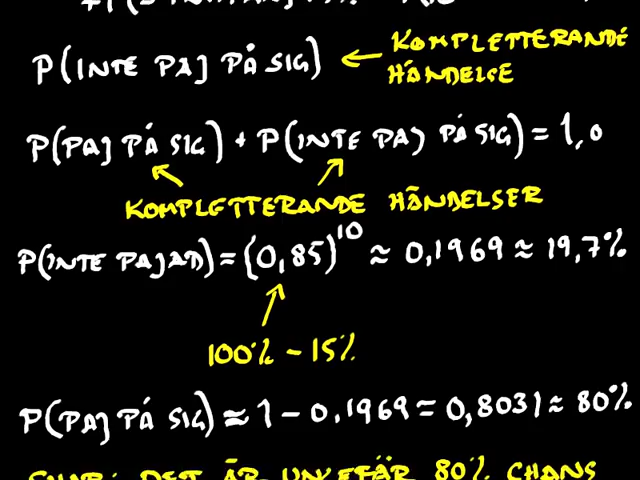 P(INTE PAJ PÅ SIG) ← KOMPLETTERANDE
HÄNDELSE
P(PAJ PÅ SIG) + P(INTE PAJ PÅ SIG) = 1,0
KOMPLETTERANDE HÄNDELSER
P(INTE PAJAD) = (0,85)^10 ≈ 0,1969 ≈ 19,7%
100% - 15%
P(PAJ PÅ SIG) ≈ 1 - 0.1969 = 0,8031 ≈ 80%
DET ÄR UNGEFÄR 80% CHANS